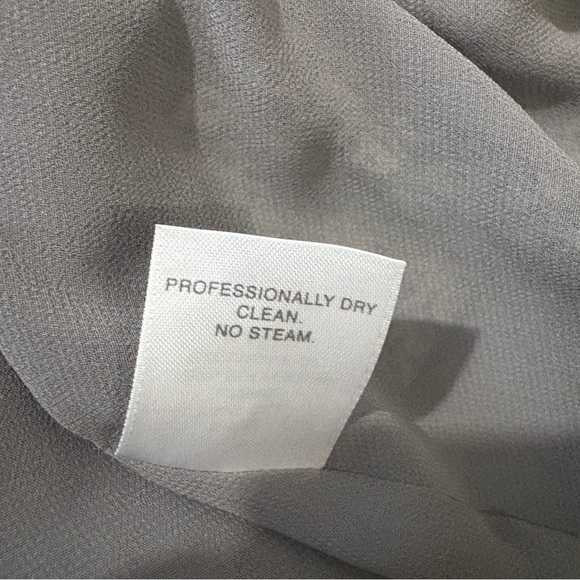 PROFESSIONALLY DRY
CLEAN.
NO STEAM.